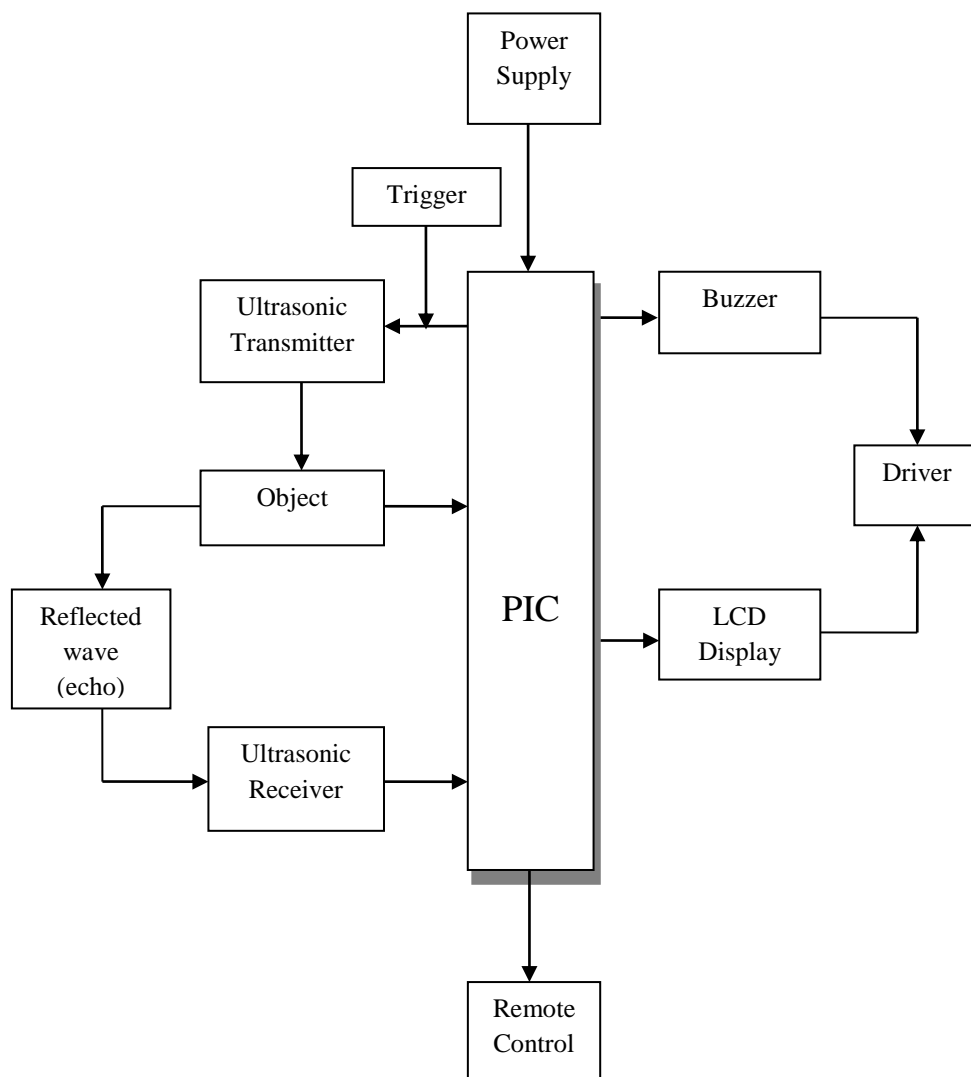 Power
Supply
Trigger
Ultrasonic
Transmitter
Buzzer
Object
Driver
Reflected
wave
(echo)
PIC
LCD
Display
Ultrasonic
Receiver
Remote
Control